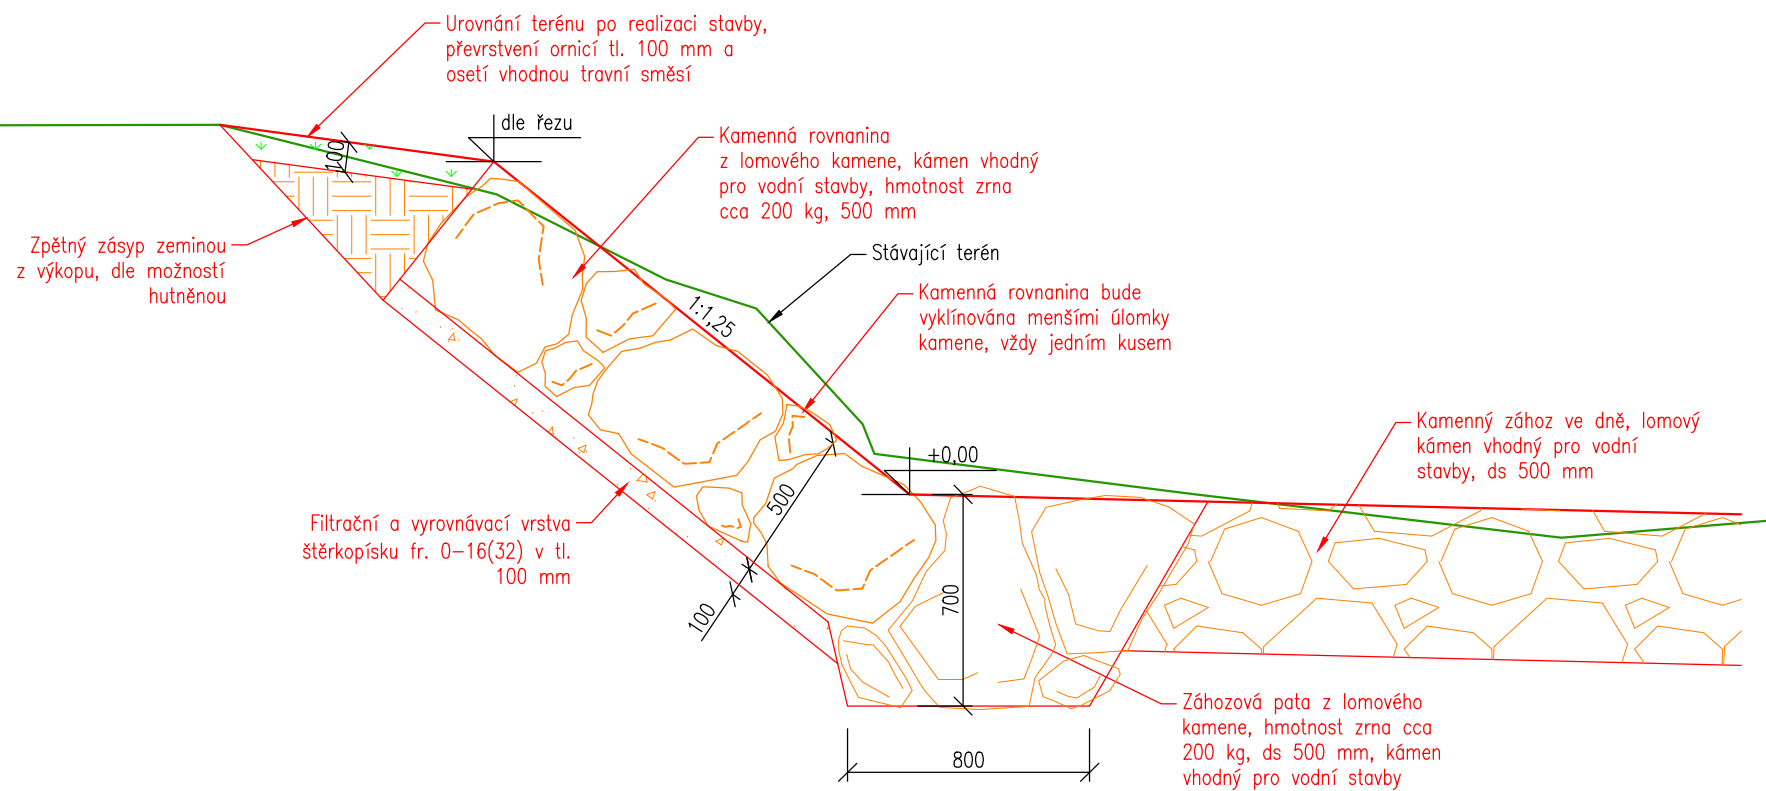 Urovnání terénu po realizaci stavby,
převrstvení ornicí tl. 100 mm a
osetí vhodnou travní směsí
dle řezu
100
Kamenná rovnanina
z lomového kamene, kámen vhodný
pro vodní stavby, hmotnost zrna
cca 200 kg, 500 mm
Zpětný zásyp zeminou
z výkopu, dle možností
hutněnou
Stávající terén
Kamenná rovnanina bude
vyklínována menšími úlomky
kamene, vždy jedním kusem
1:1,25
Kamenný zához ve dně, lomový
kámen vhodný pro vodní
stavby, ds 500 mm
+0,00
500
Filtrační a vyrovnávací vrstva
štěrkopísku fr. 0-16(32) v tl.
100 mm
100
700
Záhozová pata z lomového
kamene, hmotnost zrna cca
200 kg, ds 500 mm, kámen
vhodný pro vodní stavby
800